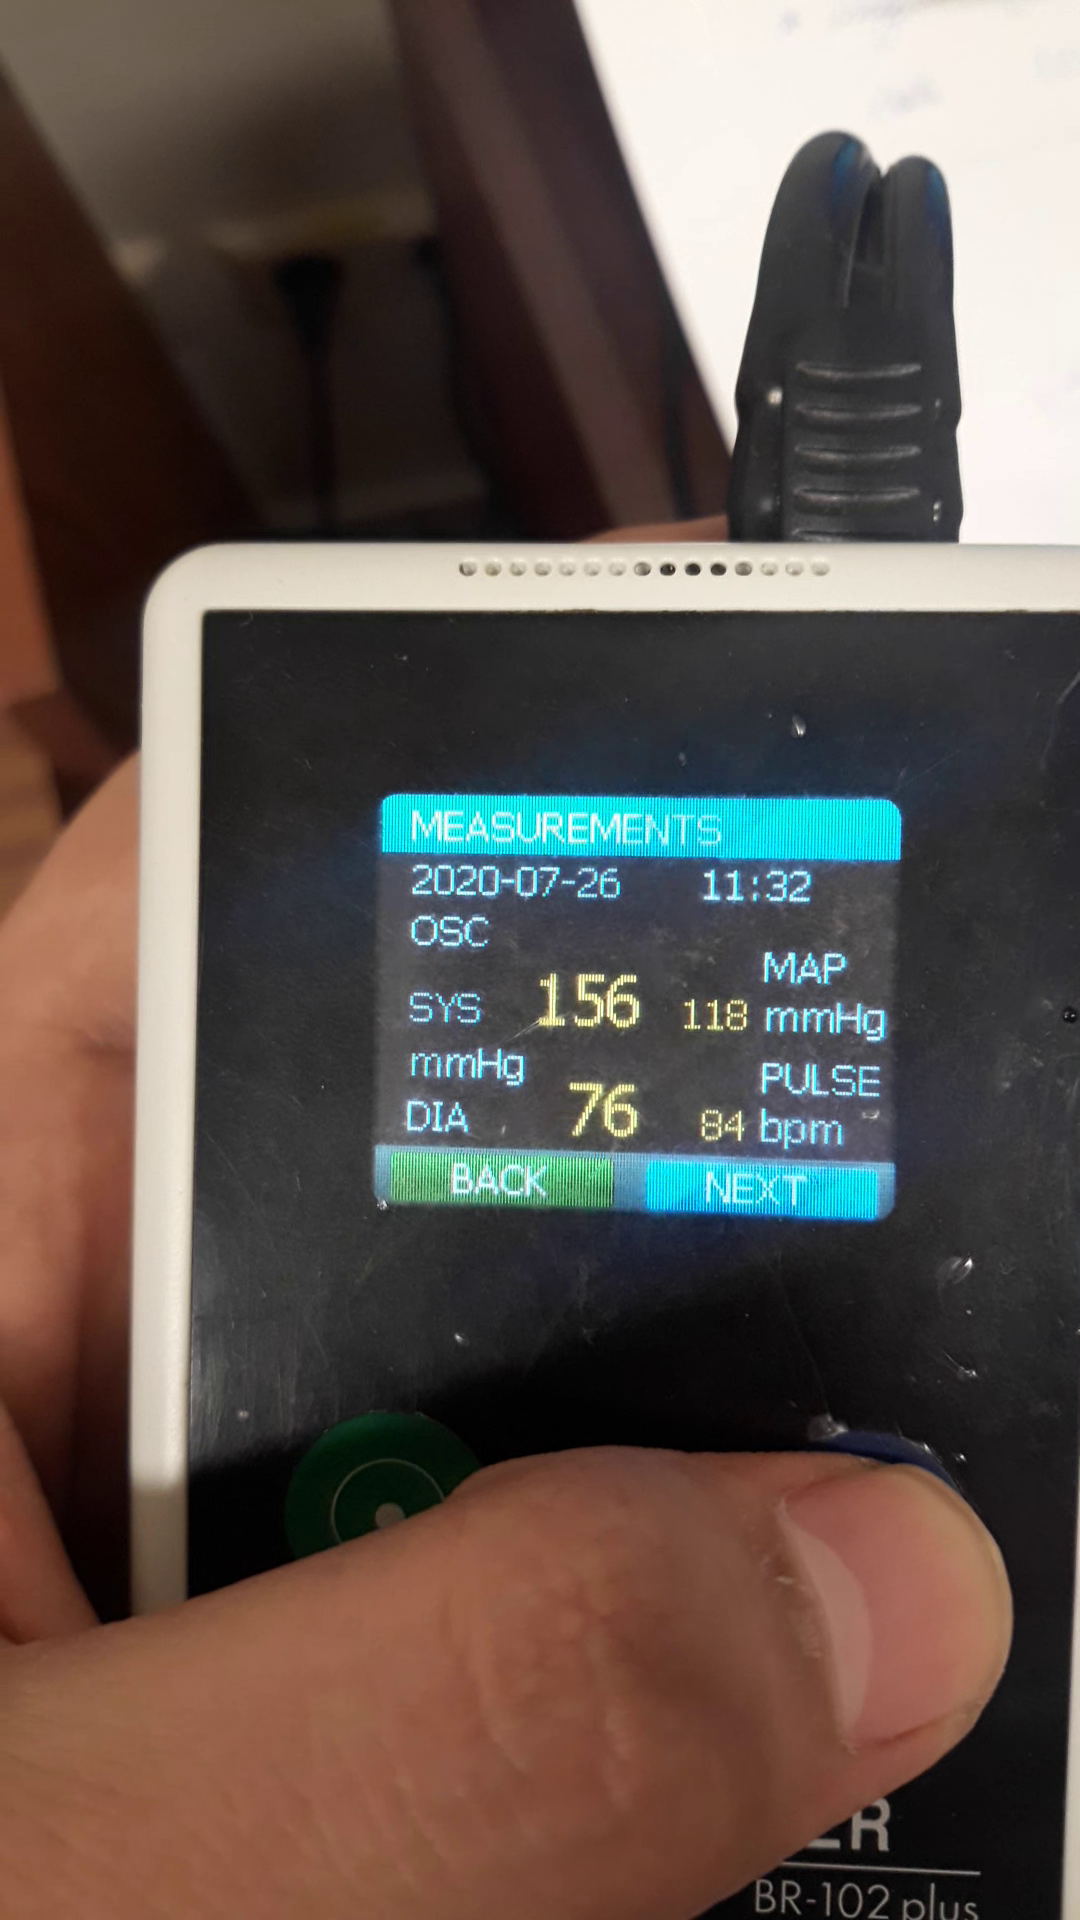 MEASUREMENTS
2020-07-26 11:32
OSC
MAP
SYS 156 118 mmHg
mmHg PULSE
DIA 76 84 bpm
BACK NEXT
BR-102 plus